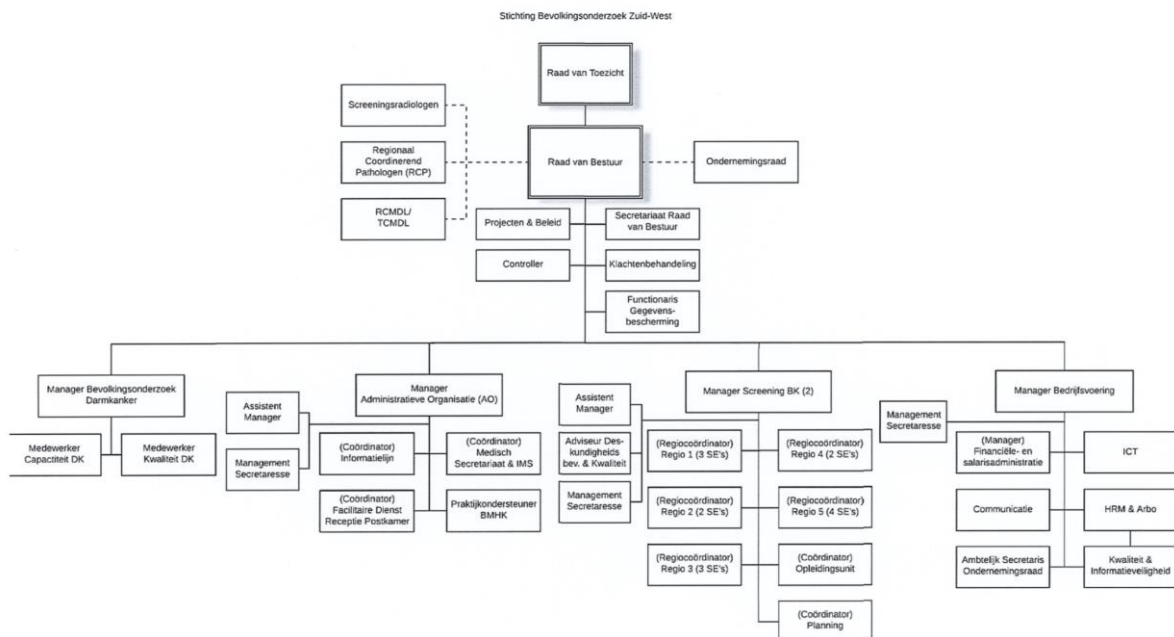 Stichting Bevolkingsonderzoek Zuid-West
Raad van Toezicht
Screeningsradiologen
Regionaal
Coordinerend
Pathologen (RCP)
Raad van Bestuur
Ondernemingsraad
RCMDL/
TCMDL
Projecten & Beleid
Secretariaat Raad
van Bestuur
Controller
Klachtenbehandeling
Functionaris
Gegevens-
bescherming
Manager Bevolkingsonderzoek
Darmkanker
Medewerker
Capactiteit DK
Medewerker
Kwaliteit DK
Manager
Administratieve Organisatie (AO)
Assistent
Manager
Management
Secretaresse
(Coördinator)
Informatielijn
(Coördinator)
Medisch
Secretariaat & IMS
(Coördinator)
Facilitaire Dienst
Receptie Postkamer
Praktijkondersteuner
BMHK
Manager Screening BK (2)
Assistent
Manager
Adviseur Des-
kundigheids
bev. & Kwaliteit
Management
Secretaresse
(Regiocoördinator)
Regio 1 (3 SE's)
(Regiocoördinator)
Regio 4 (2 SE's)
(Regiocoördinator)
Regio 2 (2 SE's)
(Regiocoördinator)
Regio 5 (4 SE's)
(Regiocoördinator)
Regio 3 (3 SE's)
(Coördinator)
Opleidingsunit
(Coördinator)
Planning
Manager Bedrijfsvoering
Management
Secretaresse
(Manager)
Financiële- en
salarisadministratie
ICT
Communicatie
HRM & Arbo
Ambtelijk Secretaris
Ondernemingsraad
Kwaliteit &
Informatieveiligheid